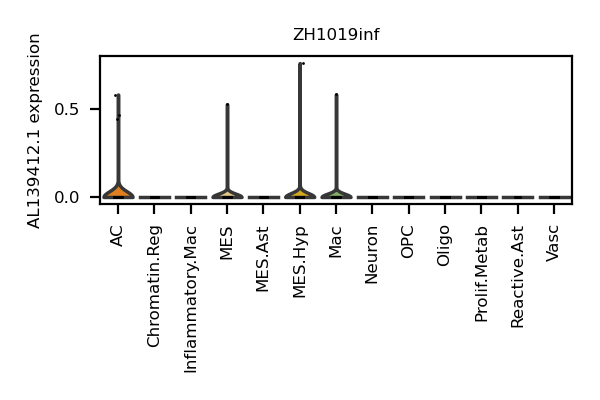 ZH1019inf
AL139412.1 expression
0.5
0.0
AC
Chromatin.Reg
Inflammatory.Mac
MES
MES.Ast
MES.Hyp
Mac
Neuron
OPC
Oligo
Prolif.Metab
Reactive.Ast
Vasc